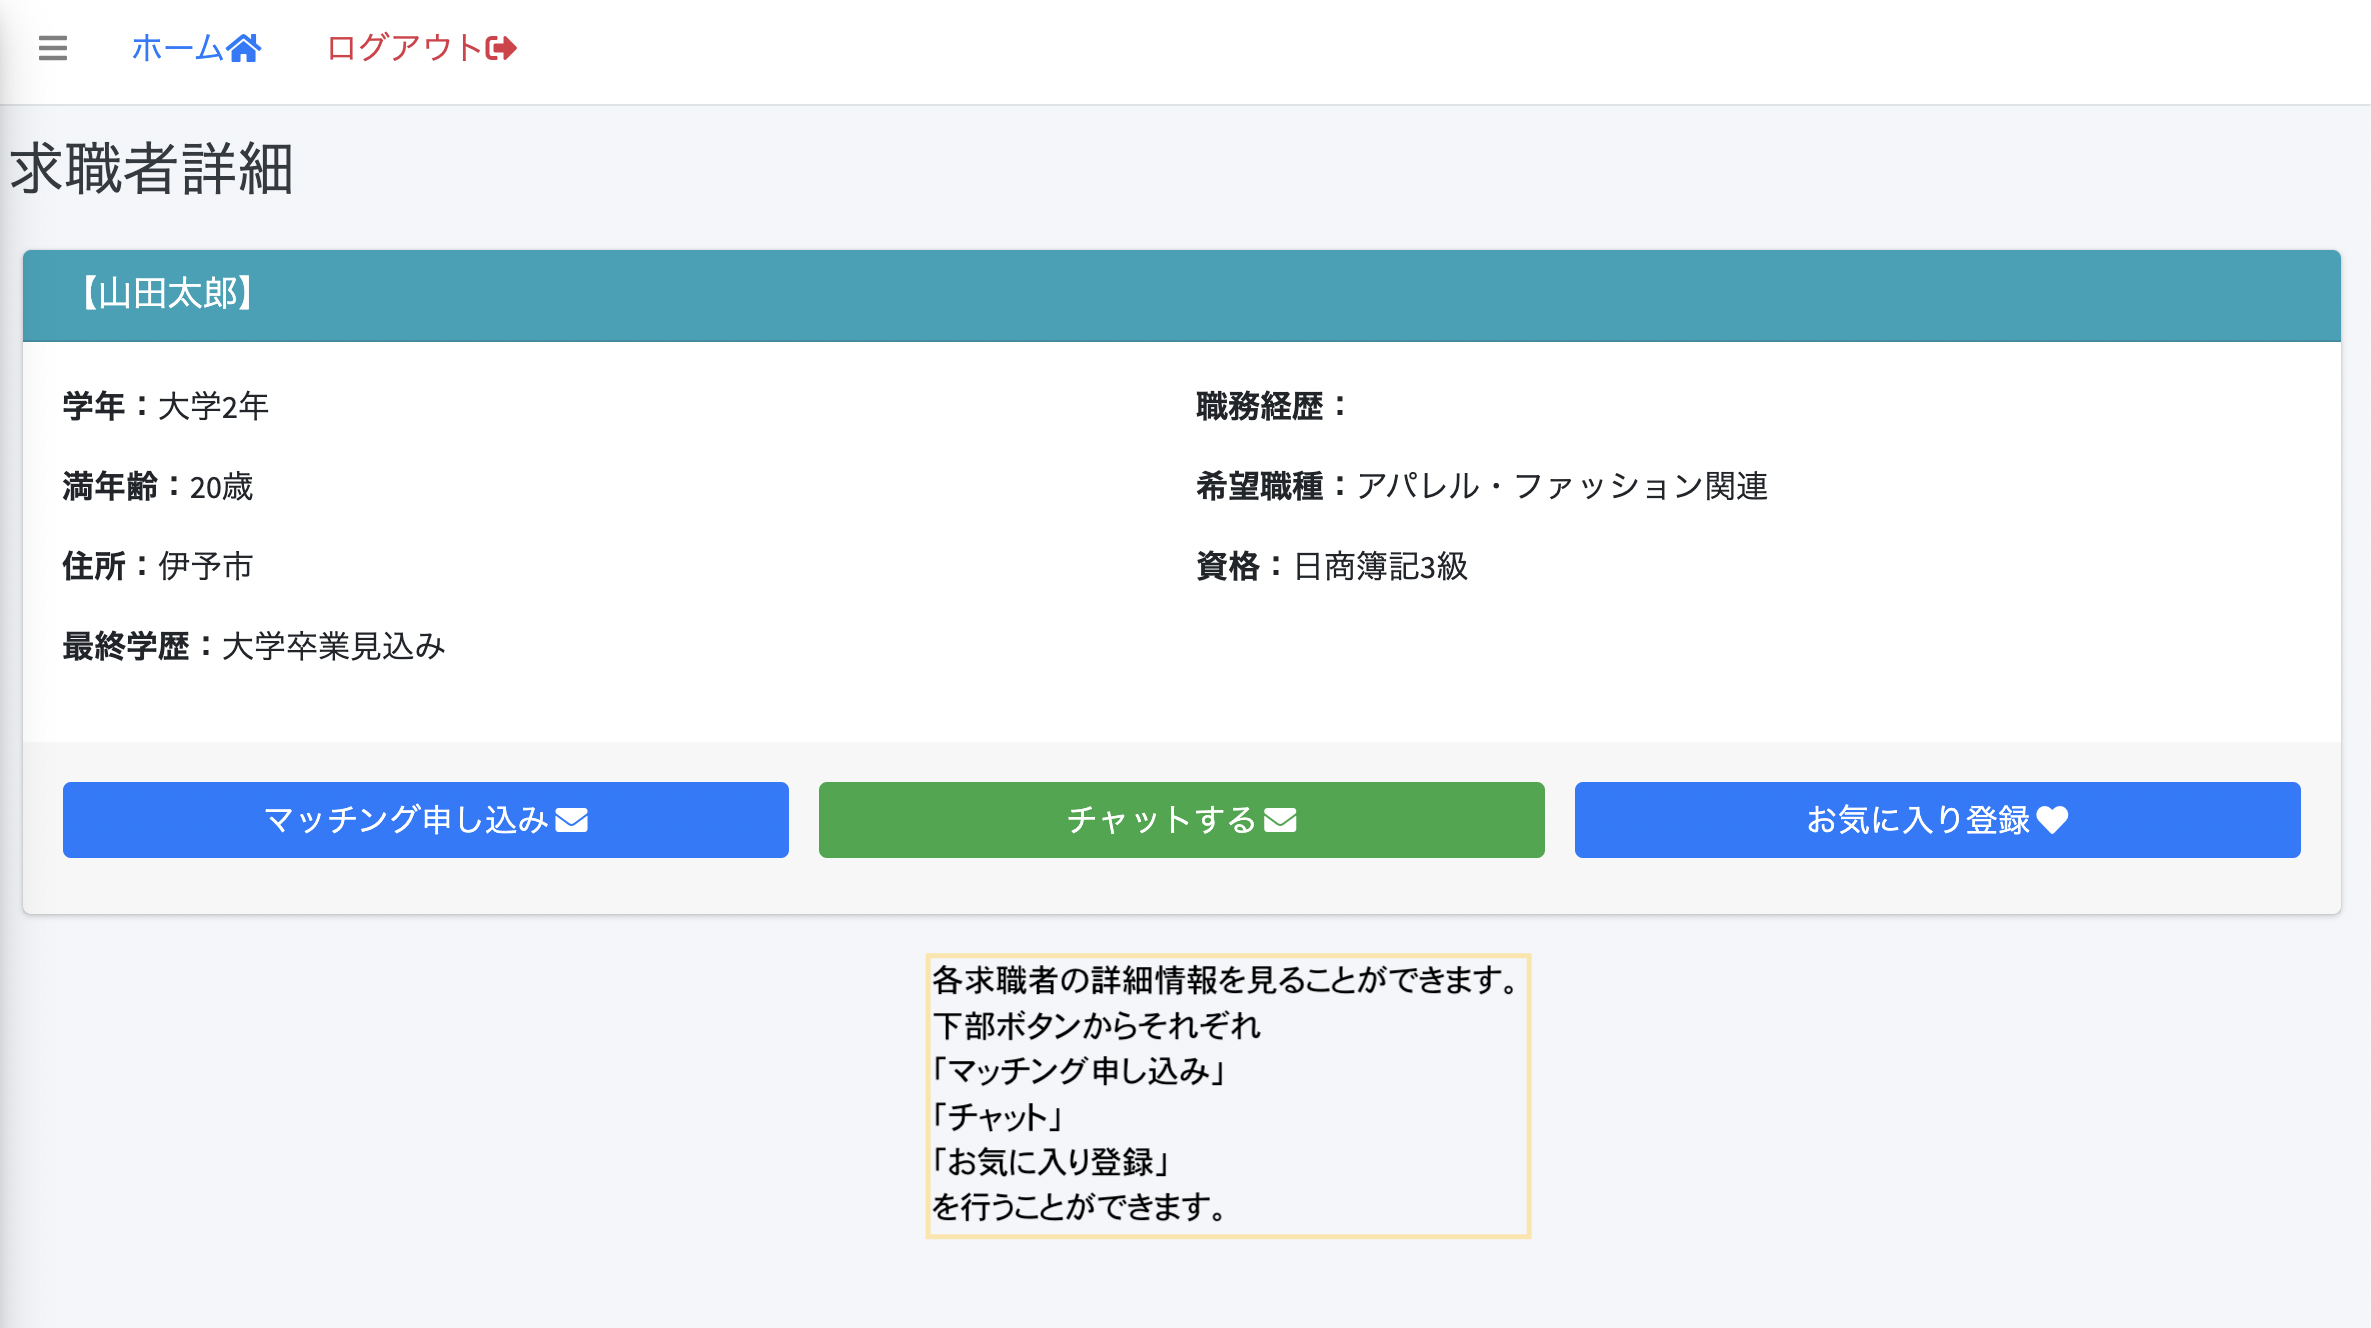 ホーム
ログアウト
求職者詳細
【山田太郎】
学年：大学2年
満年齢：20歳
住所：伊予市
最終学歴：大学卒業見込み
職務経歴：
希望職種：アパレル・ファッション関連
資格：日商簿記3級
マッチング申し込み
チャットする
お気に入り登録
各求職者の詳細情報を見ることができます。
下部ボタンからそれぞれ
「マッチング申し込み」
「チャット」
「お気に入り登録」
を行うことができます。